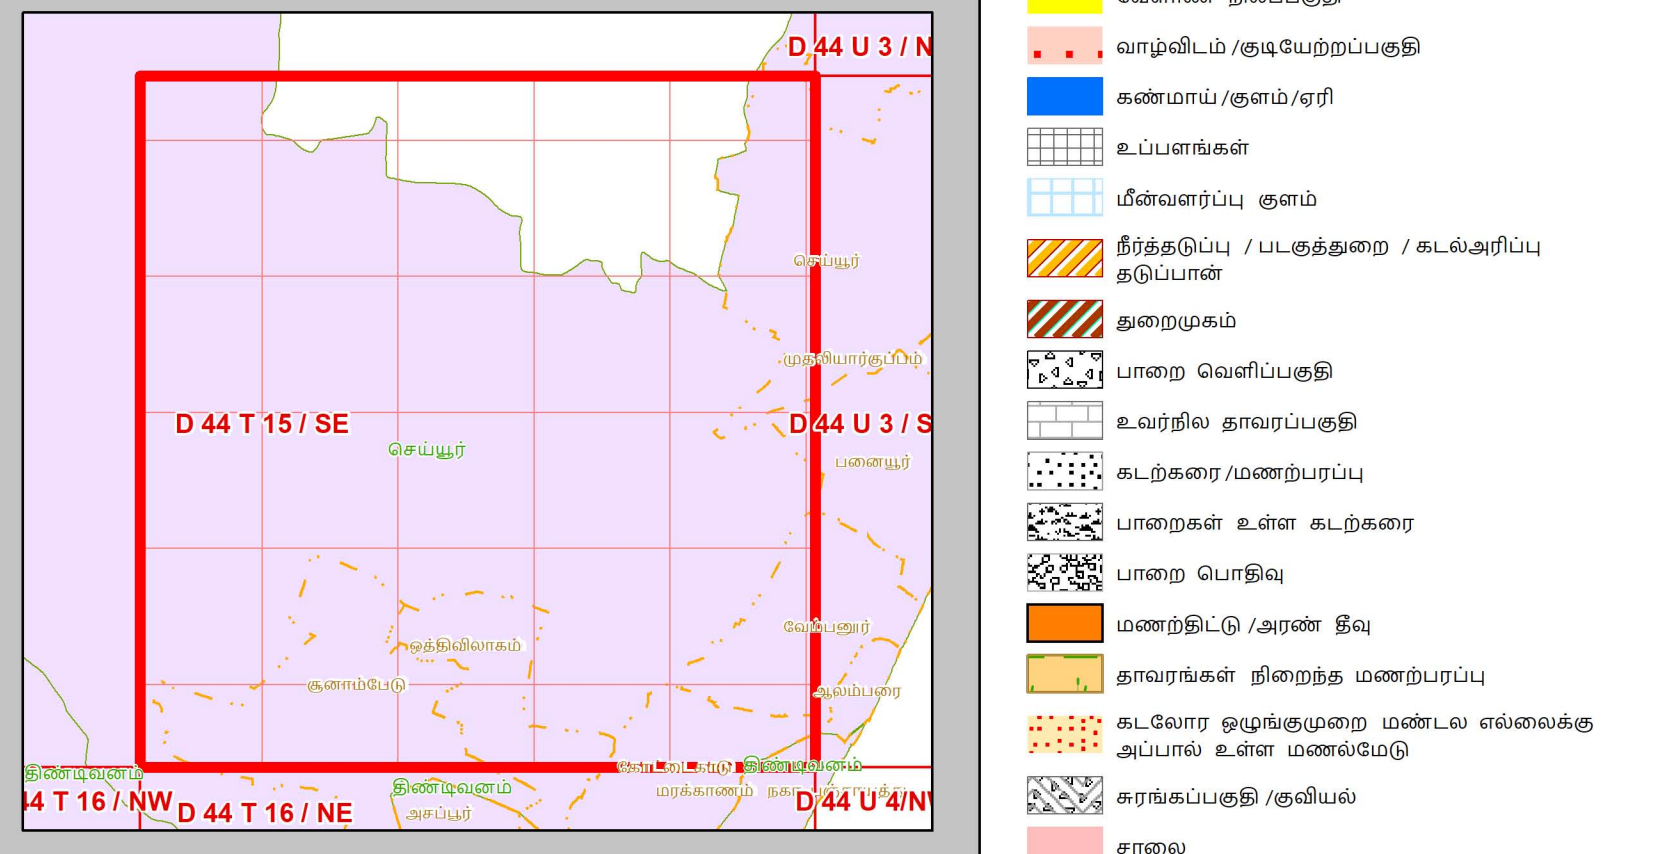 D 44 U 3 / N
செய்யூர்
முதலியார்குப்பம்
D 44 T 15 / SE
D 44 U 3 / S
செய்யூர்
பனையூர்
வேம்பனூர்
ஒத்திவிலாகம்
சூனாம்பேடு
ஆலம்பரை
திண்டிவனம்
திண்டிவனம்
திண்டிவனம்
மரக்காணம்
44 T 16 / NW
D 44 T 16 / NE
அசப்பூர்
D 44 U 4/NW
வாழ்விடம் /குடியேற்றப்பகுதி
கண்மாய் /குளம் /ஏரி
உப்பளங்கள்
மீன்வளர்ப்பு குளம்
நீர்த்தடுப்பு / படகுத்துறை / கடல்அரிப்பு
தடுப்பான்
துறைமுகம்
பாறை வெளிப்பகுதி
உவர்நில தாவரப்பகுதி
கடற்கரை /மணற்பரப்பு
பாறைகள் உள்ள கடற்கரை
பாறை பொதிவு
மணற்திட்டு /அரண் தீவு
தாவரங்கள் நிறைந்த மணற்பரப்பு
கடலோர ஒழுங்குமுறை மண்டல எல்லைக்கு
அப்பால் உள்ள மணல்மேடு
சுரங்கப்பகுதி /குவியல்
சாலை